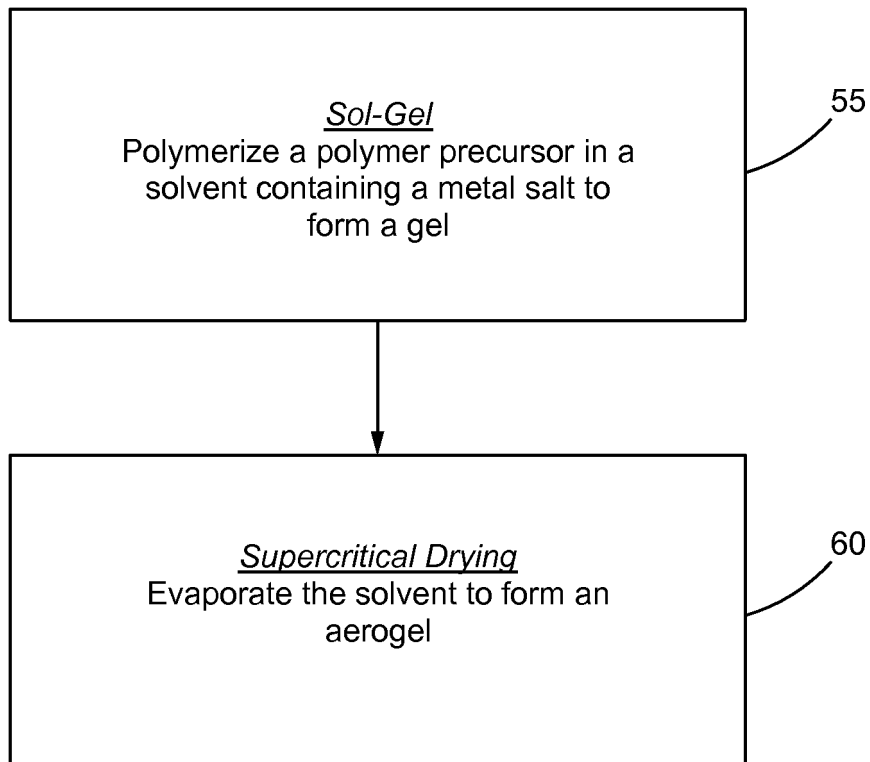 Sol-Gel
Polymerize a polymer precursor in a
solvent containing a metal salt to
form a gel
55
Supercritical Drying
Evaporate the solvent to form an
aerogel
60